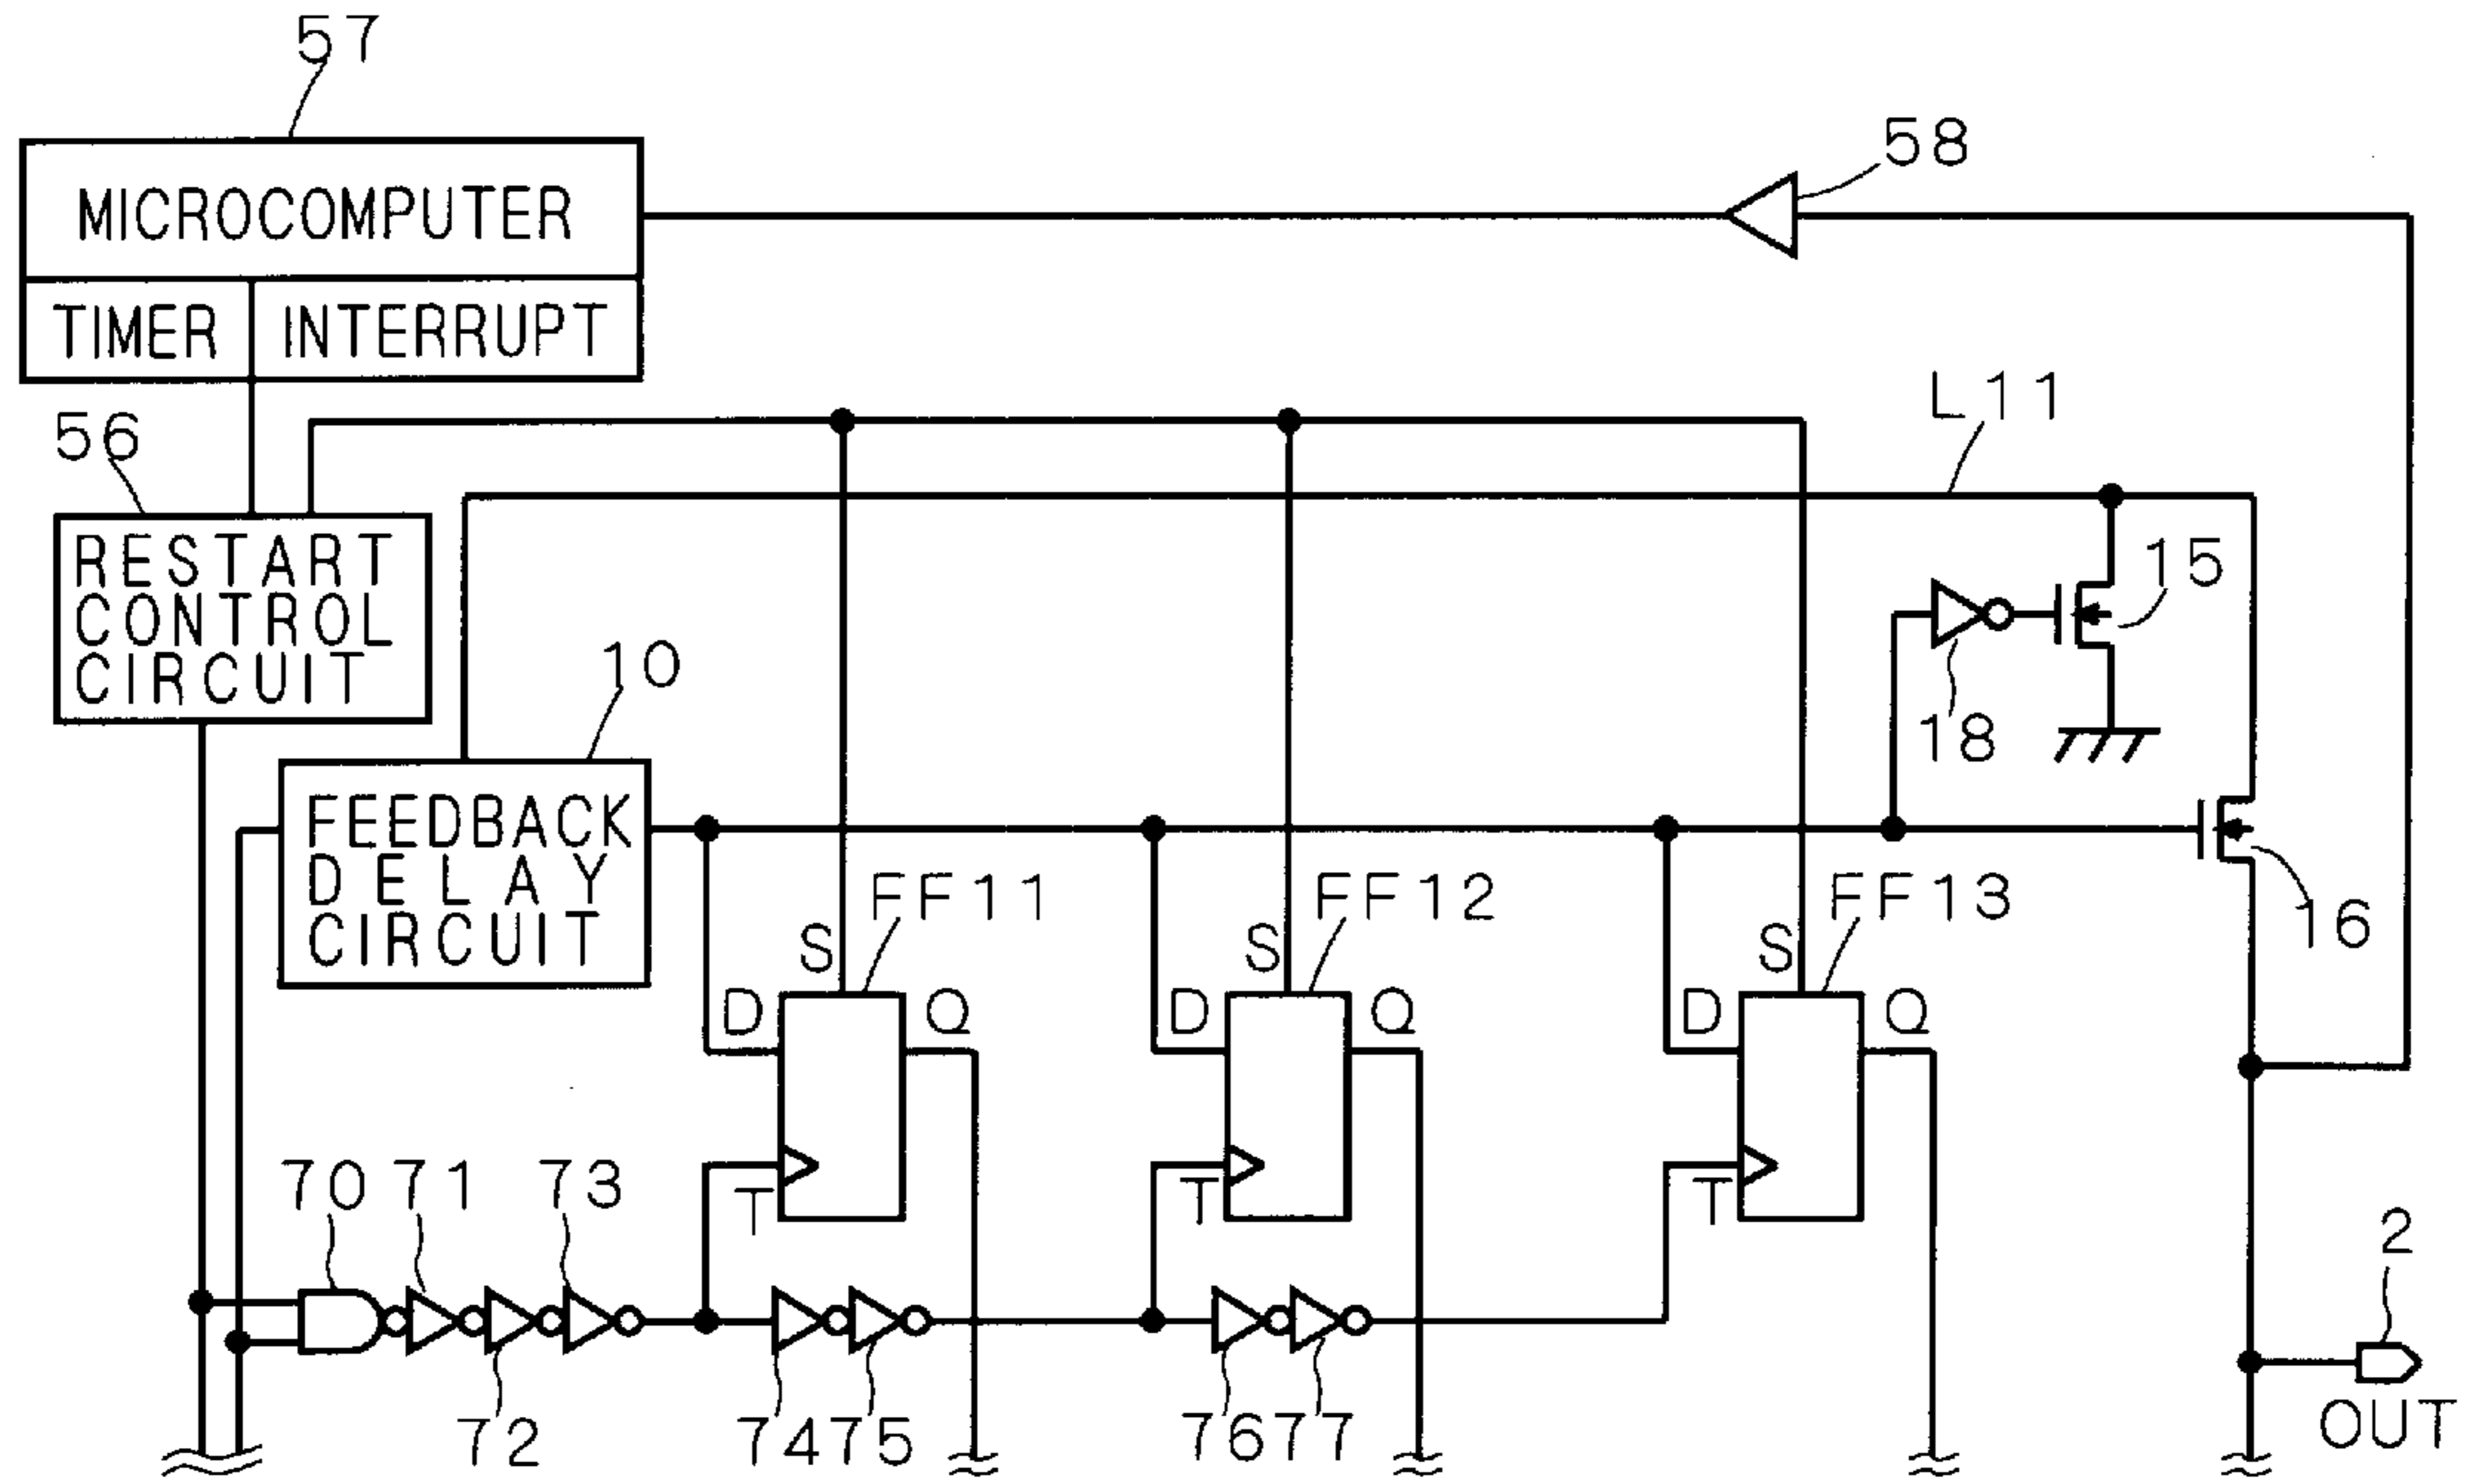 57
MICROCOMPUTER
TIMER INTERRUPT
58
56
L11
RESTART
CONTROL
CIRCUIT
15
18
10
FEEDBACK
DELAY
CIRCUIT
16
FF11 FF12 FF13
S S S
D Q D Q D Q
T T T
70 71 73
72
74 75
76 77
2
OUT